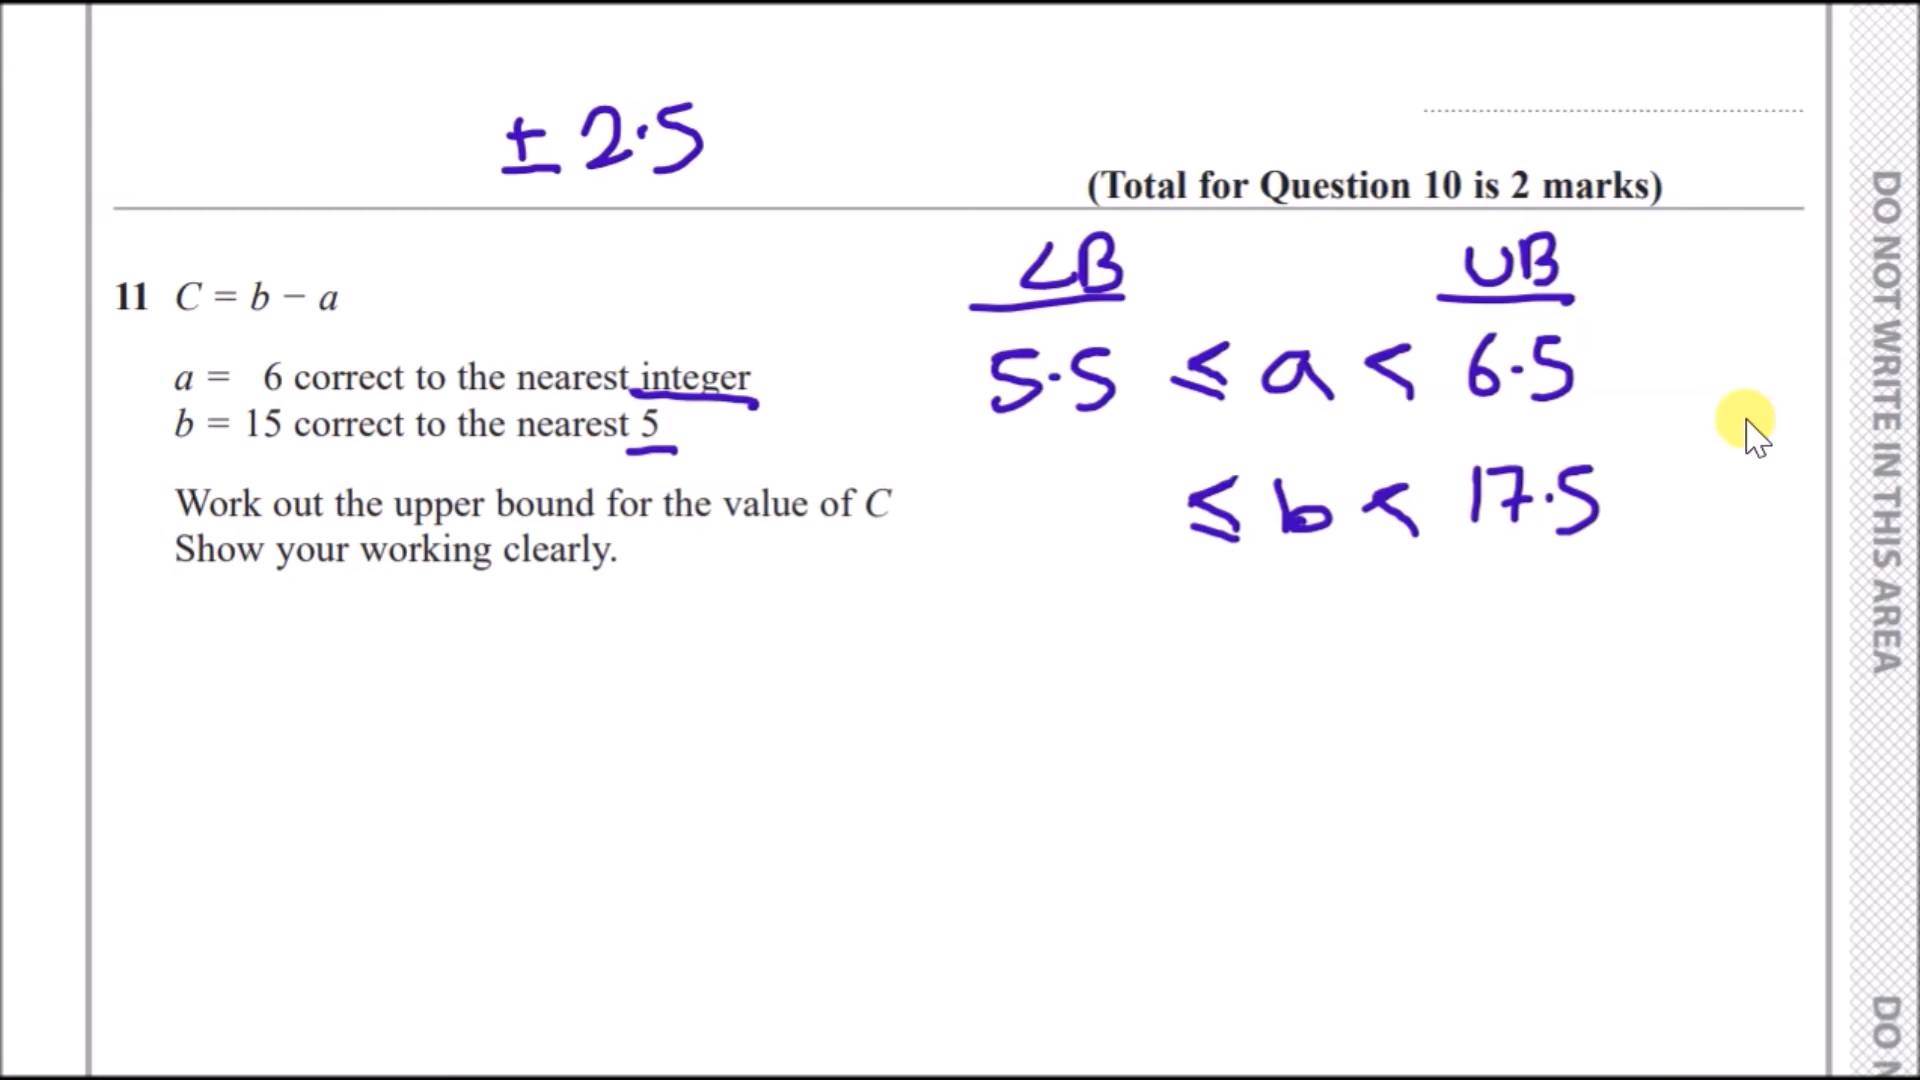 ± 2.5
(Total for Question 10 is 2 marks)
LB UB
11 C = b − a
a = 6 correct to the nearest integer
5.5 ≤ a < 6.5
b = 15 correct to the nearest 5
≤ b < 17.5
Work out the upper bound for the value of C
Show your working clearly.
DO NOT WRITE IN THIS AREA
DO N